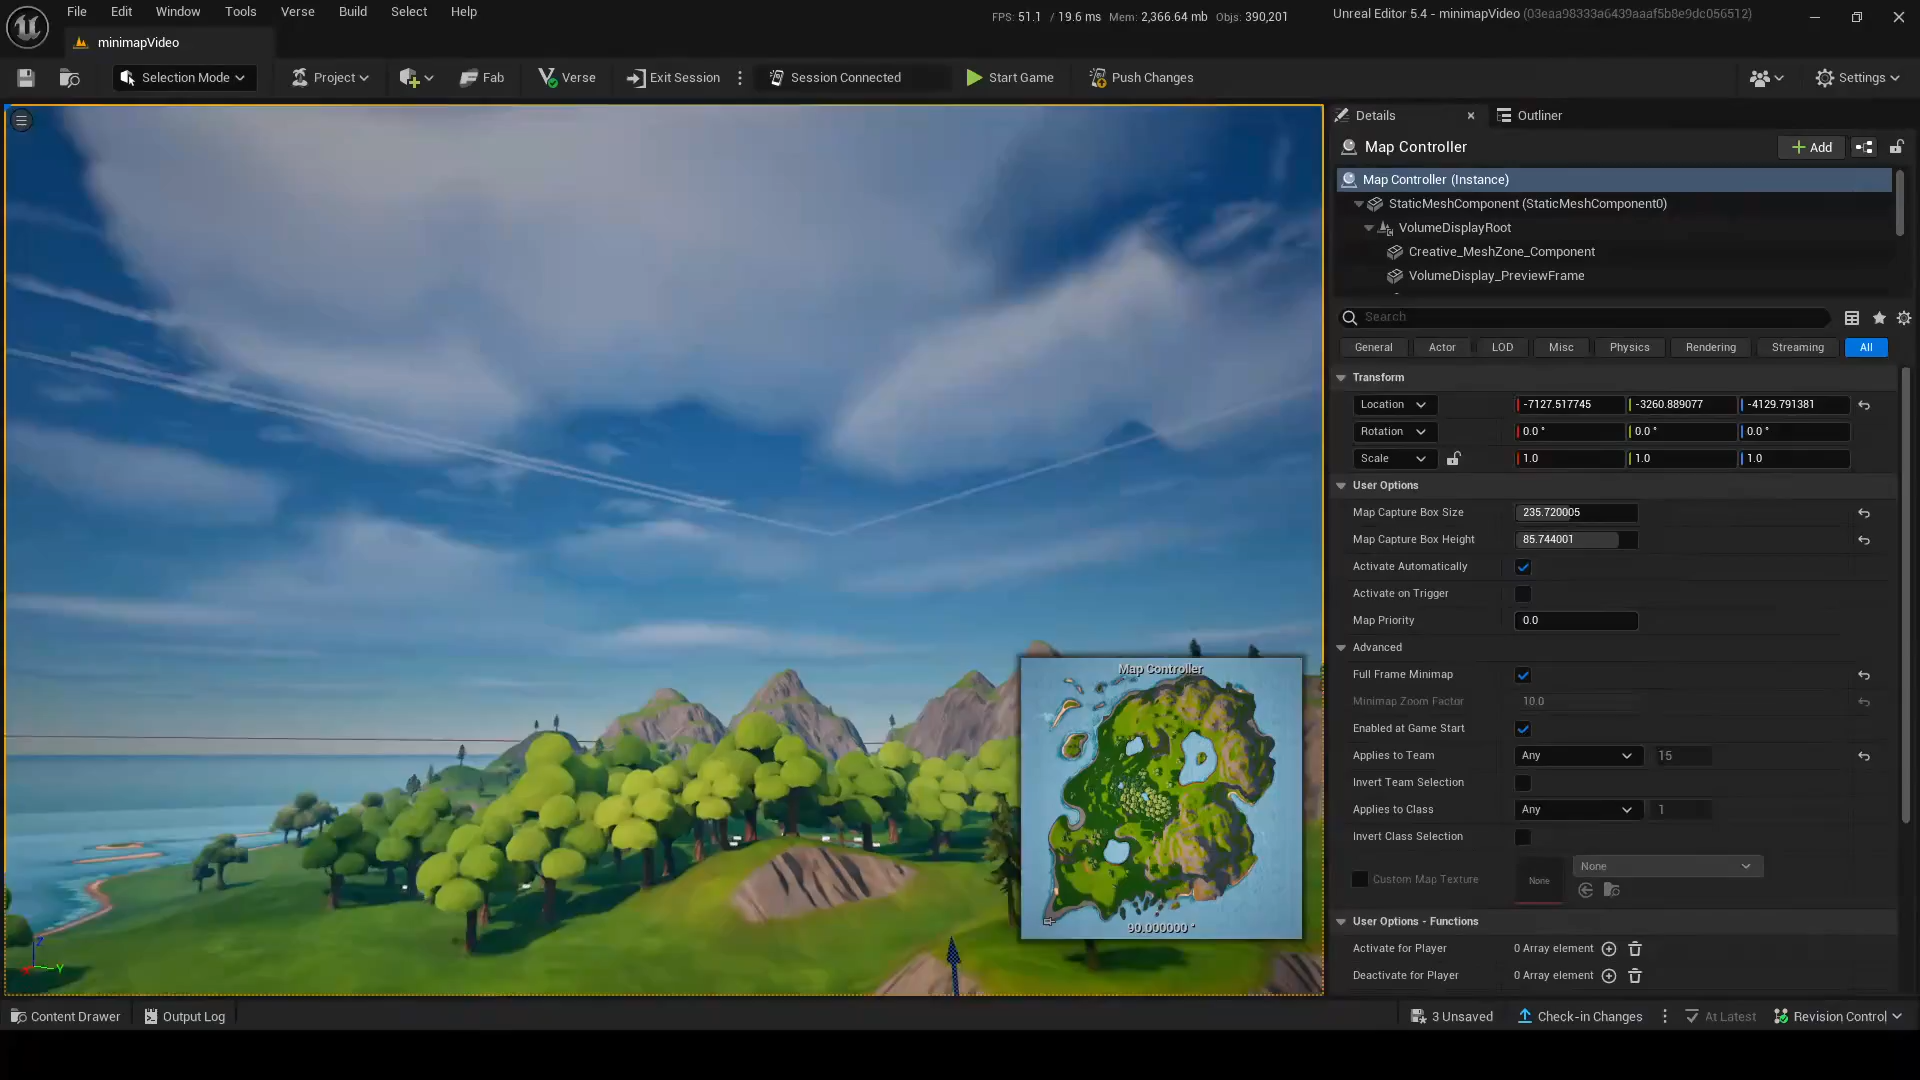 File Edit Window Tools Verse Build Select Help
FPS: 51.1 / 19.6 ms Mem: 2,366.64 mb Objs: 390,201
Unreal Editor 5.4 - minimapVideo (03eaa98333a6439aaaf5b8e9dc056512)
minimapVideo
Selection Mode Project Fab Verse Exit Session Session Connected Start Game Push Changes Settings
Details Outliner
Map Controller Add
Map Controller (Instance)
StaticMeshComponent (StaticMeshComponent0)
VolumeDisplayRoot
Creative_MeshZone_Component
VolumeDisplay_PreviewFrame
Search
General Actor LOD Misc Physics Rendering Streaming All
Transform
Location -7127.517745 -3260.889077 -4129.791381
Rotation 0.0 ° 0.0 ° 0.0 °
Scale 1.0 1.0 1.0
User Options
Map Capture Box Size 235.720005
Map Capture Box Height 85.744001
Activate Automatically
Activate on Trigger
Map Priority 0.0
Advanced
Full Frame Minimap
Minimap Zoom Factor 10.0
Enabled at Game Start
Applies to Team Any 15
Invert Team Selection
Applies to Class Any 1
Invert Class Selection
Custom Map Texture None None
User Options - Functions
Activate for Player 0 Array element
Deactivate for Player 0 Array element
Map Controller
90.000000 °
Z
X Y
Content Drawer Output Log 3 Unsaved Check-in Changes At Latest Revision Control